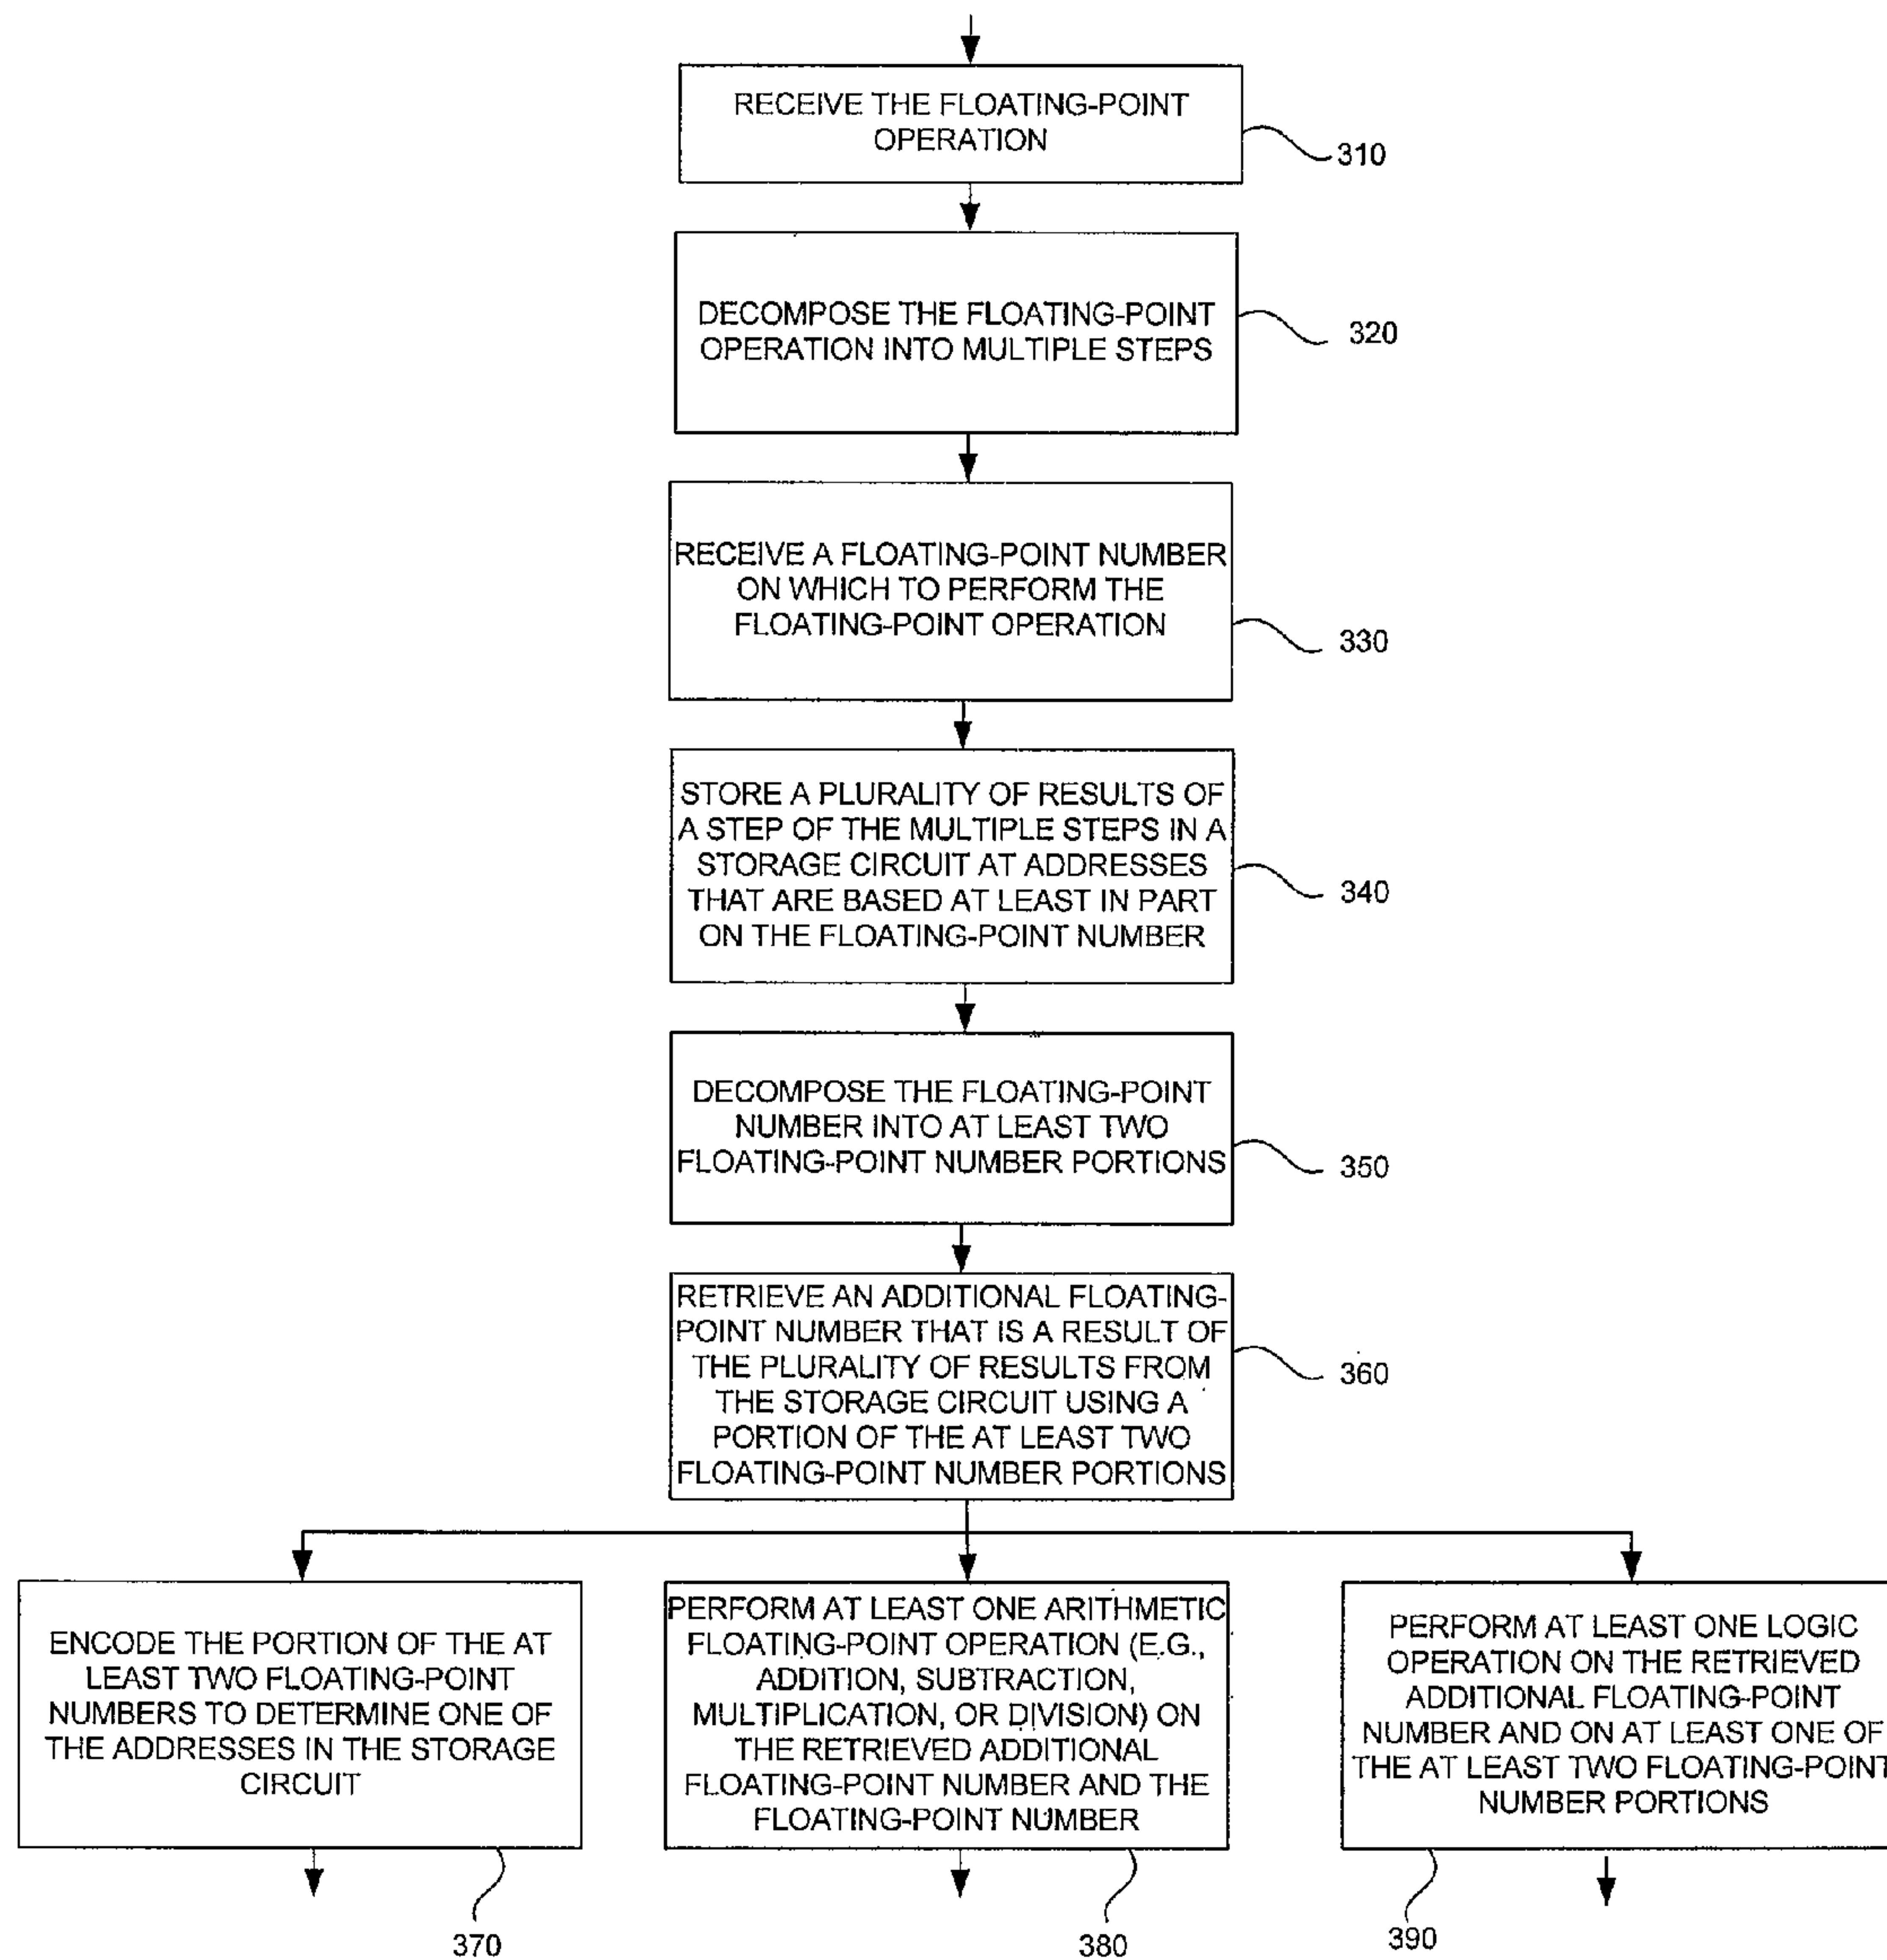 RECEIVE THE FLOATING-POINT
OPERATION
310
DECOMPOSE THE FLOATING-POINT
OPERATION INTO MULTIPLE STEPS
320
RECEIVE A FLOATING-POINT NUMBER
ON WHICH TO PERFORM THE
FLOATING-POINT OPERATION
330
STORE A PLURALITY OF RESULTS OF
A STEP OF THE MULTIPLE STEPS IN A
STORAGE CIRCUIT AT ADDRESSES
THAT ARE BASED AT LEAST IN PART
ON THE FLOATING-POINT NUMBER
340
DECOMPOSE THE FLOATING-POINT
NUMBER INTO AT LEAST TWO
FLOATING-POINT NUMBER PORTIONS
350
RETRIEVE AN ADDITIONAL FLOATING-
POINT NUMBER THAT IS A RESULT OF
THE PLURALITY OF RESULTS FROM
THE STORAGE CIRCUIT USING A
PORTION OF THE AT LEAST TWO
FLOATING-POINT NUMBER PORTIONS
360
ENCODE THE PORTION OF THE AT
LEAST TWO FLOATING-POINT
NUMBERS TO DETERMINE ONE OF
THE ADDRESSES IN THE STORAGE
CIRCUIT
370
PERFORM AT LEAST ONE ARITHMETIC
FLOATING-POINT OPERATION (E.G.,
ADDITION, SUBTRACTION,
MULTIPLICATION, OR DIVISION) ON
THE RETRIEVED ADDITIONAL
FLOATING-POINT NUMBER AND THE
FLOATING-POINT NUMBER
380
PERFORM AT LEAST ONE LOGIC
OPERATION ON THE RETRIEVED
ADDITIONAL FLOATING-POINT
NUMBER AND ON AT LEAST ONE OF
THE AT LEAST TWO FLOATING-POINT
NUMBER PORTIONS
390